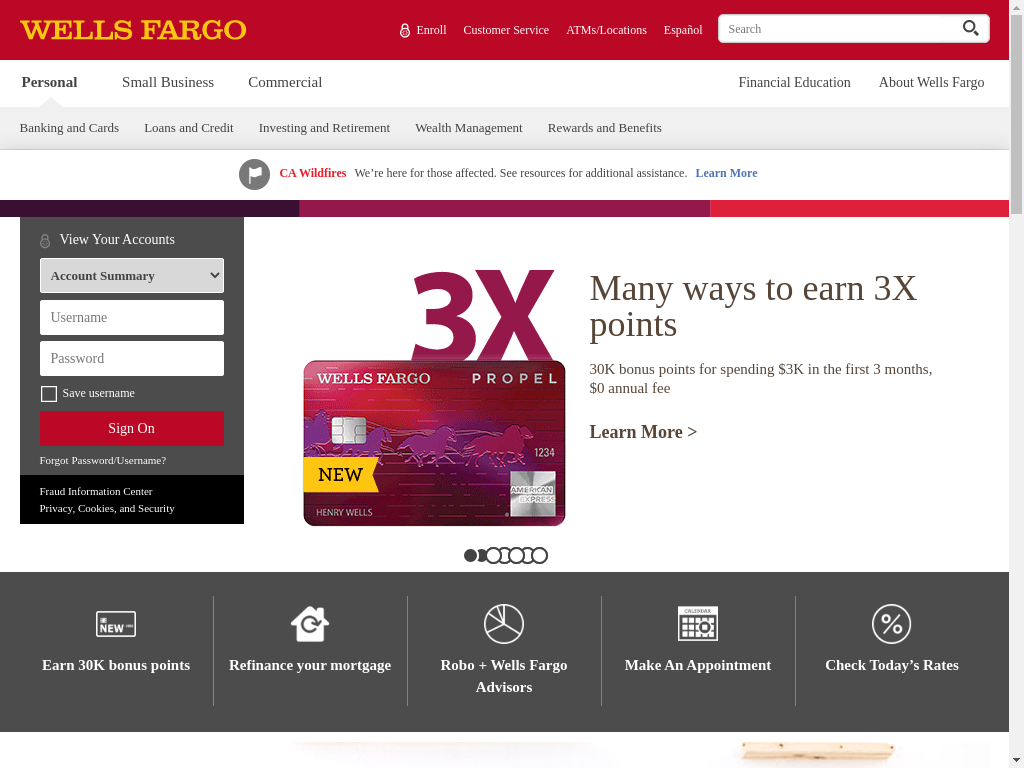 WELLS FARGO
Enroll
Customer Service
ATMs/Locations
Español
Search
Personal
Small Business
Commercial
Financial Education
About Wells Fargo
Banking and Cards
Loans and Credit
Investing and Retirement
Wealth Management
Rewards and Benefits
CA Wildfires We’re here for those affected. See resources for additional assistance. Learn More
View Your Accounts
Account Summary
Username
Password
Save username
Sign On
Forgot Password/Username?
Fraud Information Center
Privacy, Cookies, and Security
3X
WELLS FARGO PROPEL
1234
NEW
AMERICAN
EXPRESS
HENRY WELLS
Many ways to earn 3X
points
30K bonus points for spending $3K in the first 3 months,
$0 annual fee
Learn More >
NEW
Earn 30K bonus points
Refinance your mortgage
Robo + Wells Fargo
Advisors
CALENDAR
Make An Appointment
%
Check Today’s Rates